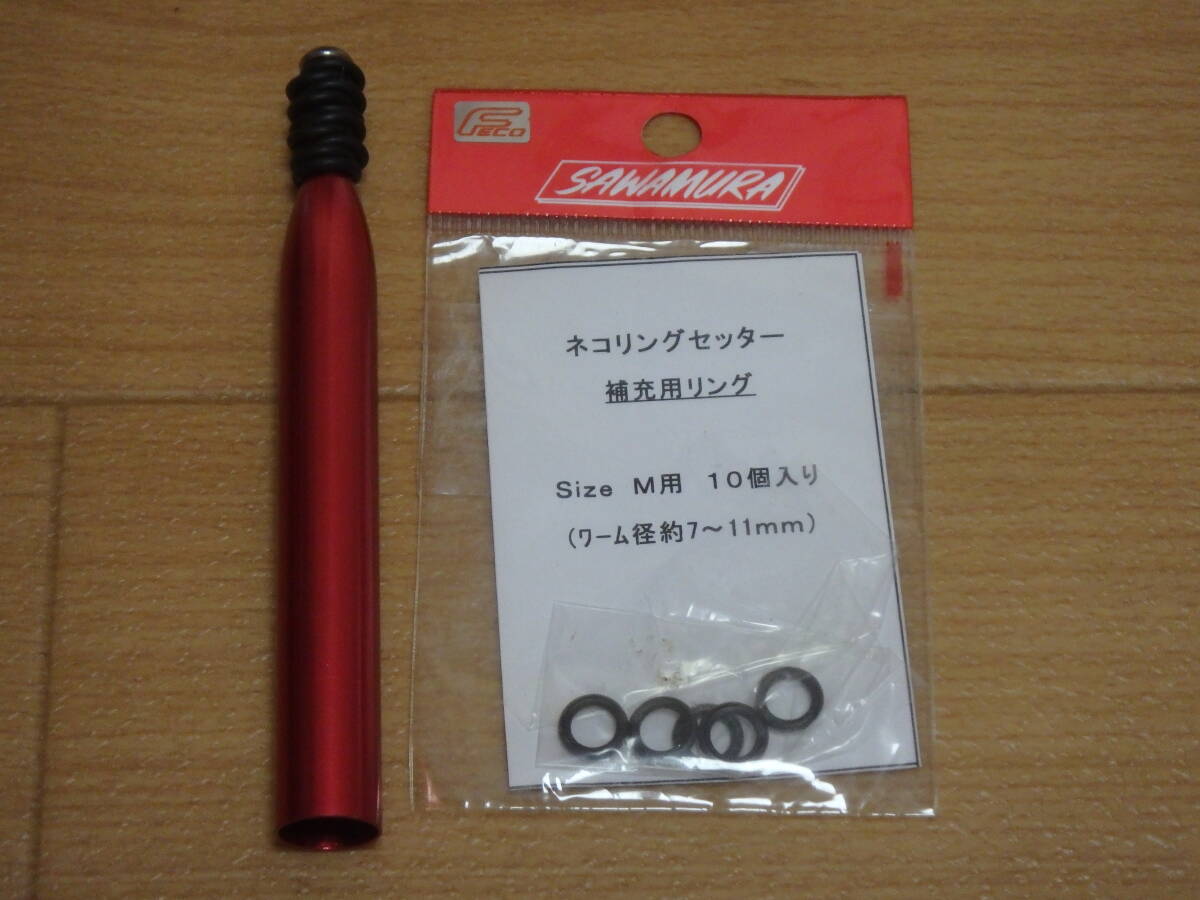 FECO
SAWAMURA
ネコリングセッター
補充用リング
Size M用 10個入り
(ワーム径約7～11mm)